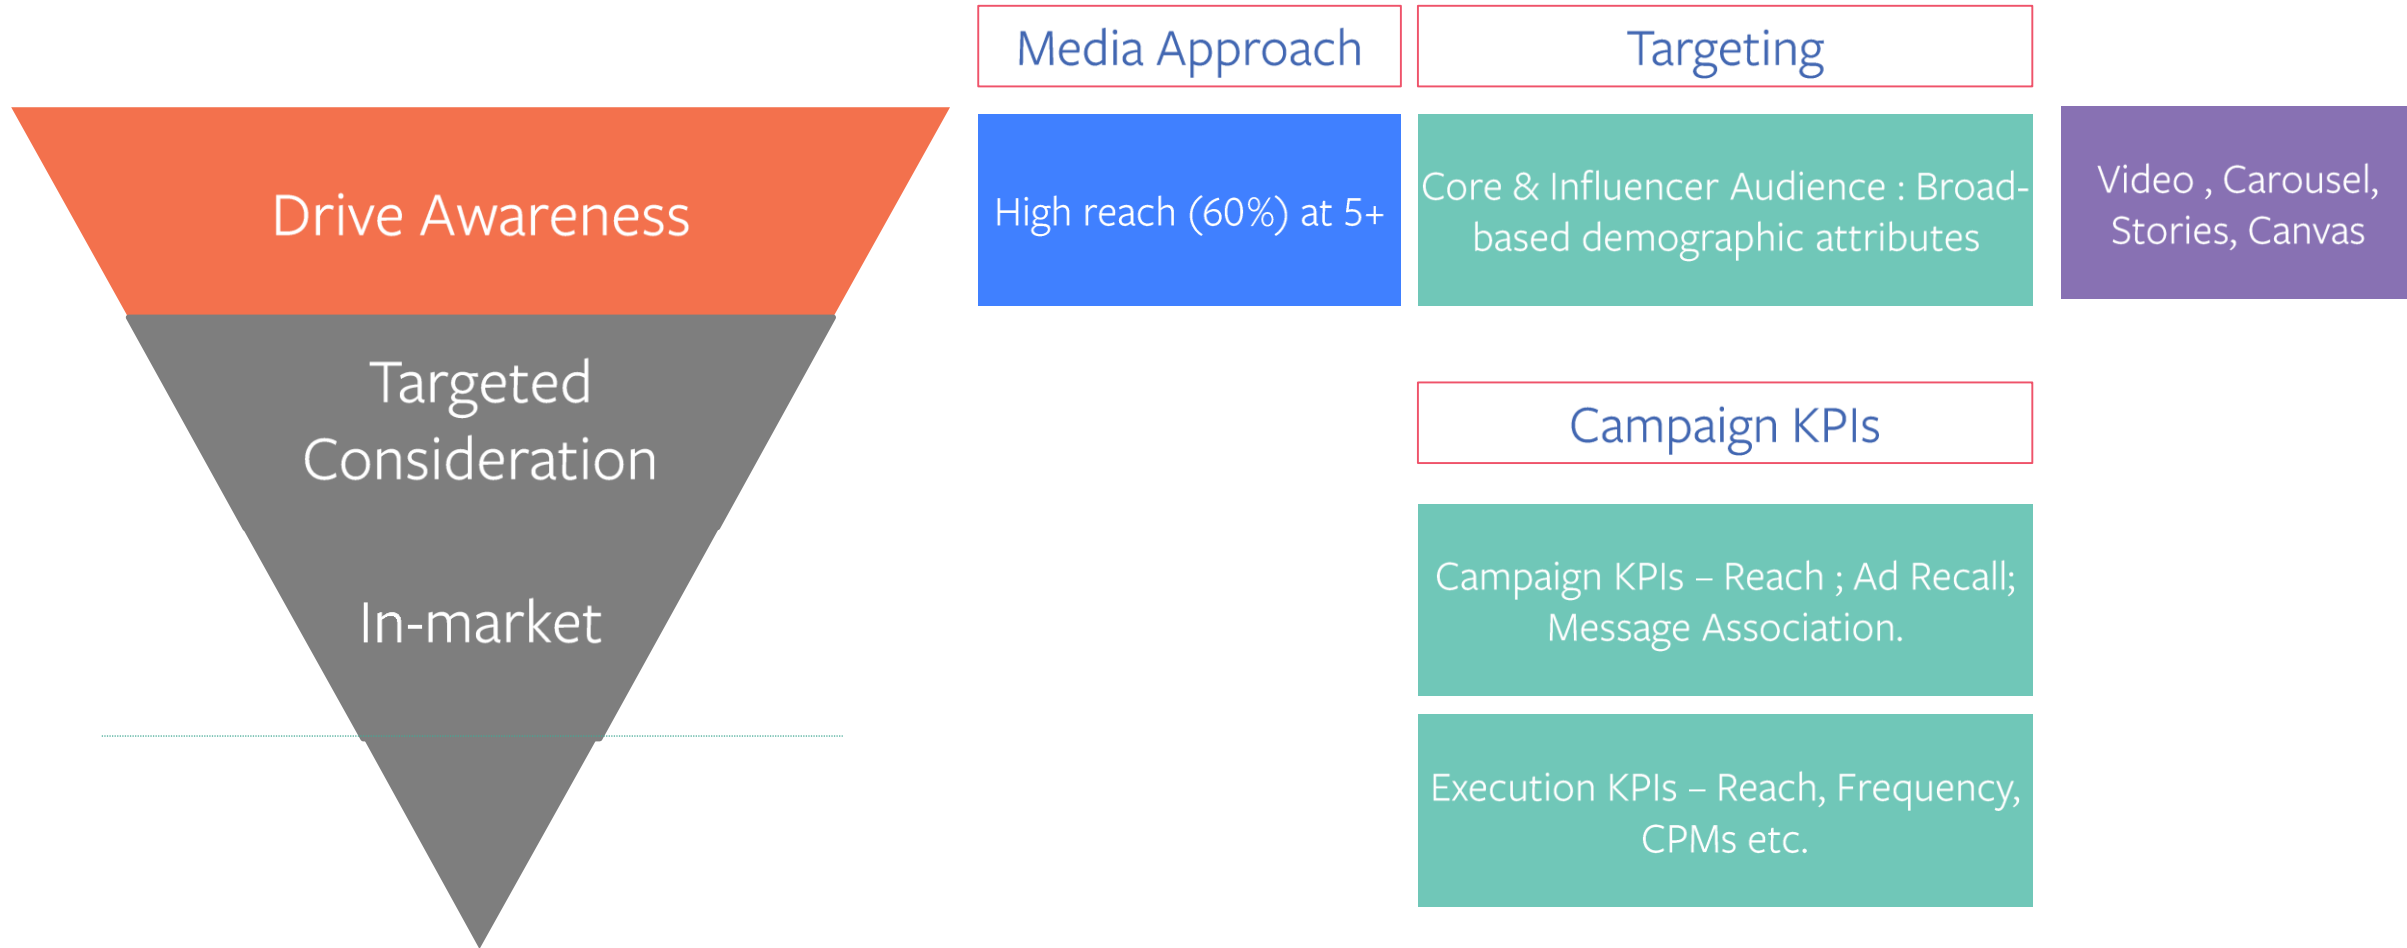 Media Approach
Targeting
Drive Awareness
High reach (60%) at 5+
Core & Influencer Audience : Broad-
based demographic attributes
Video , Carousel,
Stories, Canvas
Targeted
Consideration
In-market
Campaign KPIs
Campaign KPIs – Reach ; Ad Recall;
Message Association.
Execution KPIs – Reach, Frequency,
CPMs etc.